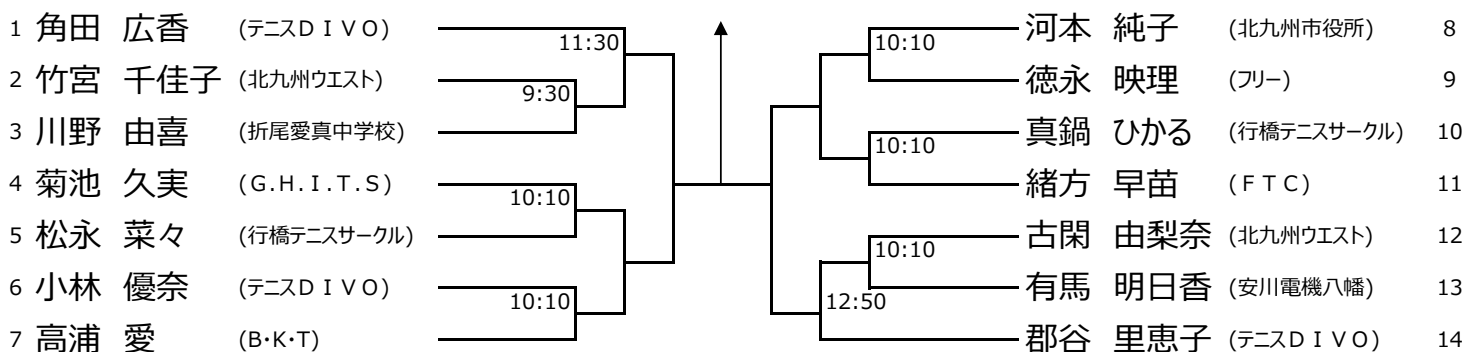 1 角田 広香 (テニスＤＩＶＯ)
11:30
2 竹宮 千佳子 (北九州ウエスト)
9:30
3 川野 由喜 (折尾愛真中学校)
4 菊池 久実 (G.H.I.T.S)
10:10
5 松永 菜々 (行橋テニスサークル)
6 小林 優奈 (テニスＤＩＶＯ)
10:10
7 高浦 愛 (B・K・T)
河本 純子 (北九州市役所) 8
10:10
徳永 映理 (フリー) 9
真鍋 ひかる (行橋テニスサークル) 10
10:10
緒方 早苗 (ＦＴＣ) 11
古閑 由梨奈 (北九州ウエスト) 12
10:10
有馬 明日香 (安川電機八幡) 13
12:50
郡谷 里恵子 (テニスＤＩＶＯ) 14